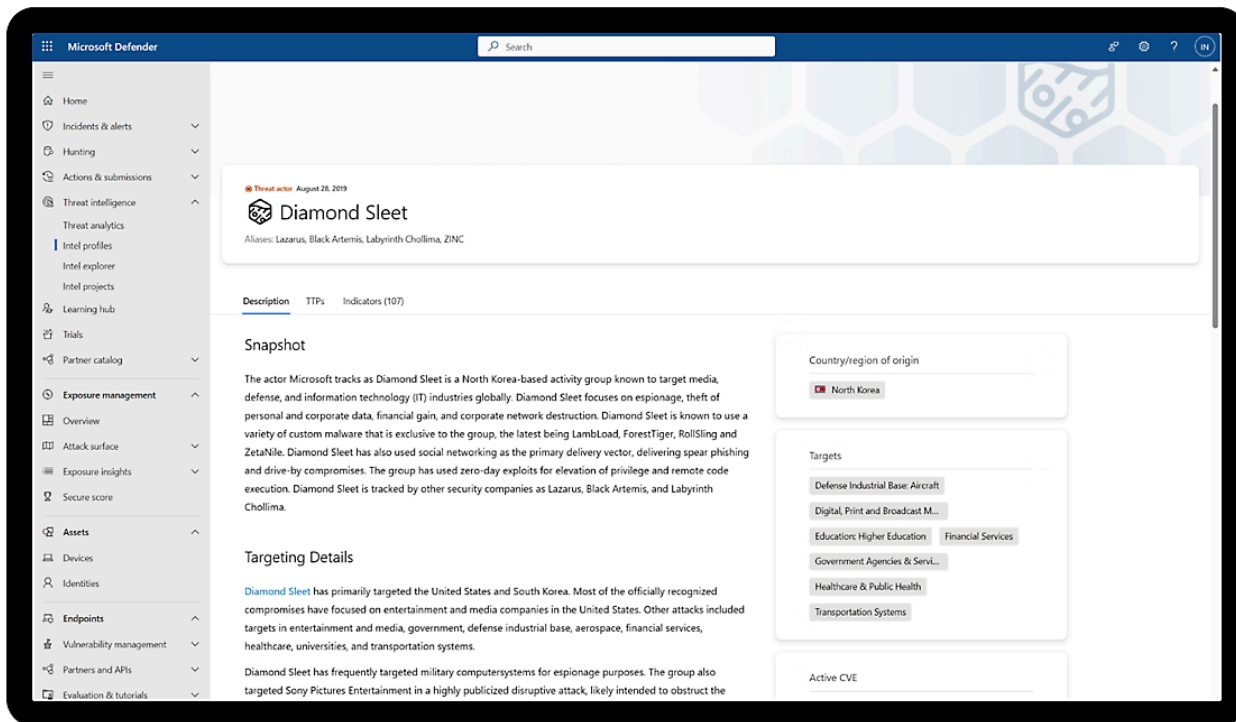 Microsoft Defender
Search
IN
Home
Incidents & alerts
Hunting
Actions & submissions
Threat intelligence
Threat analytics
Intel profiles
Intel explorer
Intel projects
Learning hub
Trials
Partner catalog
Exposure management
Overview
Attack surface
Exposure insights
Secure score
Assets
Devices
Identities
Endpoints
Vulnerability management
Partners and APIs
Evaluation & tutorials
Threat actor August 28, 2019
Diamond Sleet
Aliases: Lazarus, Black Artemis, Labyrinth Chollima, ZINC
Description TTPs Indicators (107)
Snapshot
The actor Microsoft tracks as Diamond Sleet is a North Korea-based activity group known to target media,
defense, and information technology (IT) industries globally. Diamond Sleet focuses on espionage, theft of
personal and corporate data, financial gain, and corporate network destruction. Diamond Sleet is known to use a
variety of custom malware that is exclusive to the group, the latest being LambLoad, ForestTiger, RollSling and
ZetaNile. Diamond Sleet has also used social networking as the primary delivery vector, delivering spear phishing
and drive-by compromises. The group has used zero-day exploits for elevation of privilege and remote code
execution. Diamond Sleet is tracked by other security companies as Lazarus, Black Artemis, and Labyrinth
Chollima.
Targeting Details
Diamond Sleet has primarily targeted the United States and South Korea. Most of the officially recognized
compromises have focused on entertainment and media companies in the United States. Other attacks included
targets in entertainment and media, government, defense industrial base, aerospace, financial services,
healthcare, universities, and transportation systems.
Diamond Sleet has frequently targeted military computersystems for espionage purposes. The group also
targeted Sony Pictures Entertainment in a highly publicized disruptive attack, likely intended to obstruct the
Country/region of origin
North Korea
Targets
Defense Industrial Base: Aircraft
Digital, Print and Broadcast M...
Education: Higher Education Financial Services
Government Agencies & Servi...
Healthcare & Public Health
Transportation Systems
Active CVE